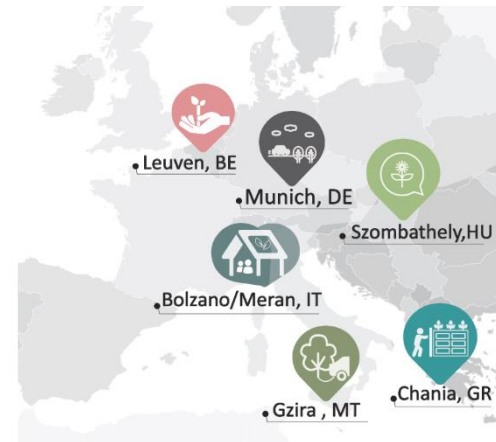 Leuven, BE
Munich, DE
Szombathely,HU
Bolzano/Meran, IT
Chania, GR
Gzira , MT